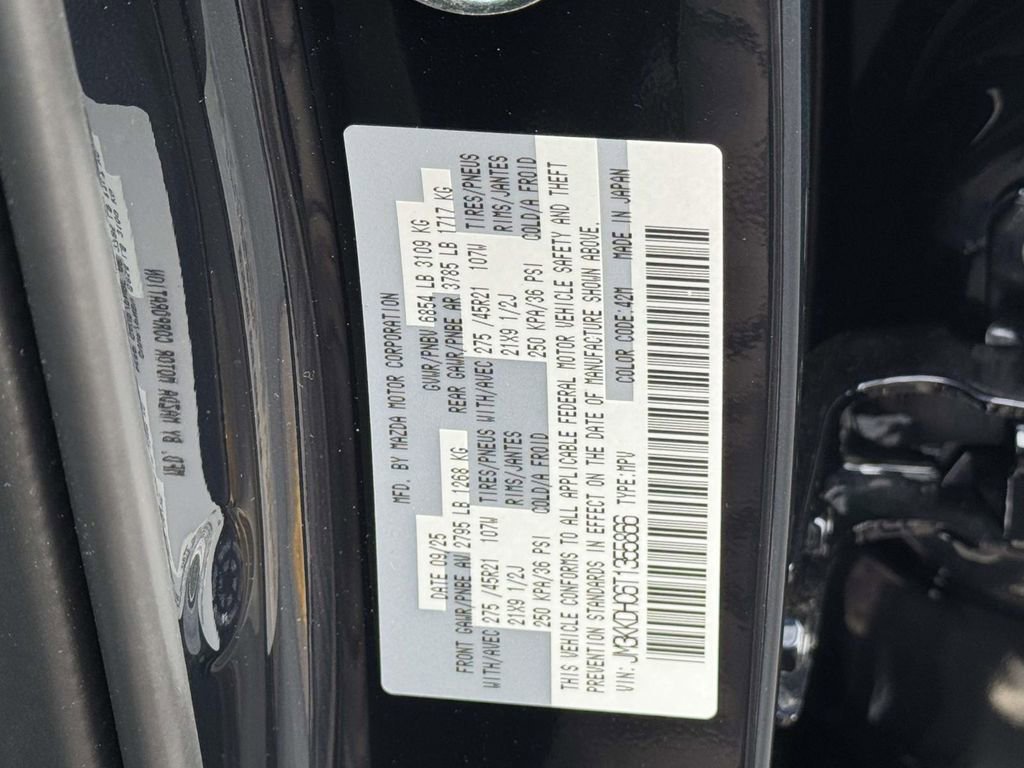 MFD. BY MAZDA MOTOR CORPORATION
DATE 09/25 GVWR/PNBV 6854 LB 3109 KG
FRONT GAWR/PNBE AV 2795 LB 1268 KG REAR GAWR/PNBE AR 3785 LB 1717 KG
WITH/AVEC 275 /45R21 107W TIRES/PNEUS WITH/AVEC 275 /45R21 107W TIRES/PNEUS
21X9 1/2J RIMS/JANTES 21X9 1/2J RIMS/JANTES
250 KPA/36 PSI COLD/A FROID 250 KPA/36 PSI COLD/A FROID
THIS VEHICLE CONFORMS TO ALL APPLICABLE FEDERAL MOTOR VEHICLE SAFETY AND THEFT
PREVENTION STANDARDS IN EFFECT ON THE DATE OF MANUFACTURE SHOWN ABOVE.
VIN: TYPE:MPV COLOR CODE:42M MADE IN JAPAN